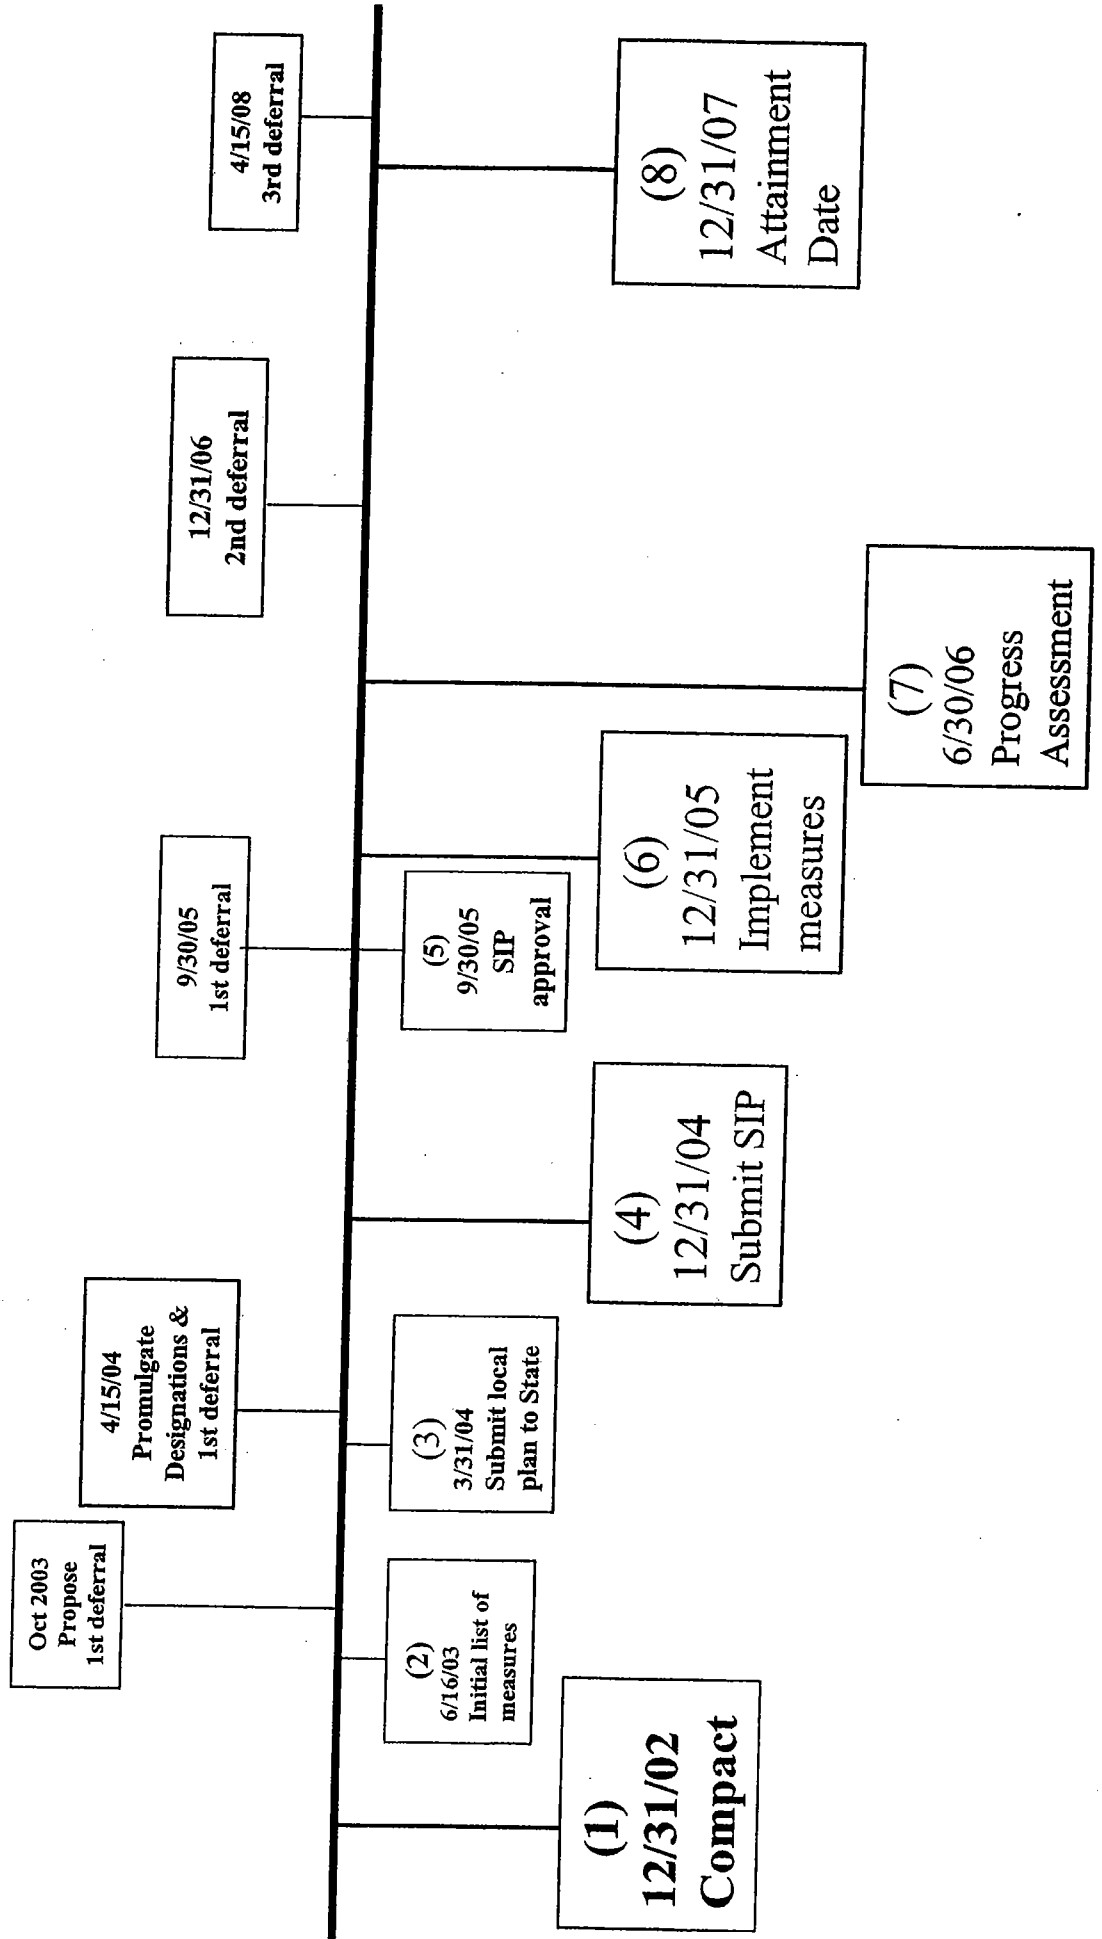 Oct 2003
Propose
1st deferral
4/15/04
Promulgate
Designations &
1st deferral
9/30/05
1st deferral
12/31/06
2nd deferral
4/15/08
3rd deferral
(1)
12/31/02
Compact
(2)
6/16/03
Initial list of
measures
(3)
3/31/04
Submit local
plan to State
(4)
12/31/04
Submit SIP
(5)
9/30/05
SIP
approval
(6)
12/31/05
Implement
measures
(7)
6/30/06
Progress
Assessment
(8)
12/31/07
Attainment
Date